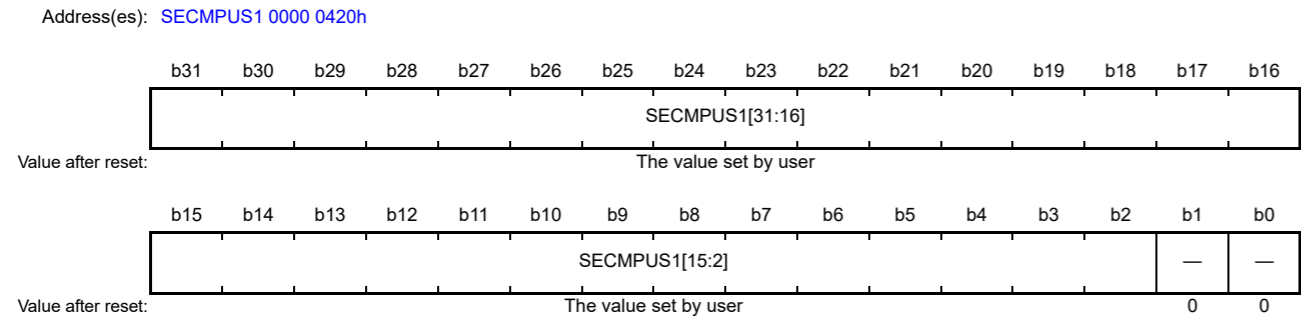 Address(es): SECMPUS1 0000 0420h
b31 b30 b29 b28 b27 b26 b25 b24 b23 b22 b21 b20 b19 b18 b17 b16
SECMPUS1[31:16]
Value after reset: The value set by user
b15 b14 b13 b12 b11 b10 b9 b8 b7 b6 b5 b4 b3 b2 b1 b0
SECMPUS1[15:2] — —
Value after reset: The value set by user 0 0